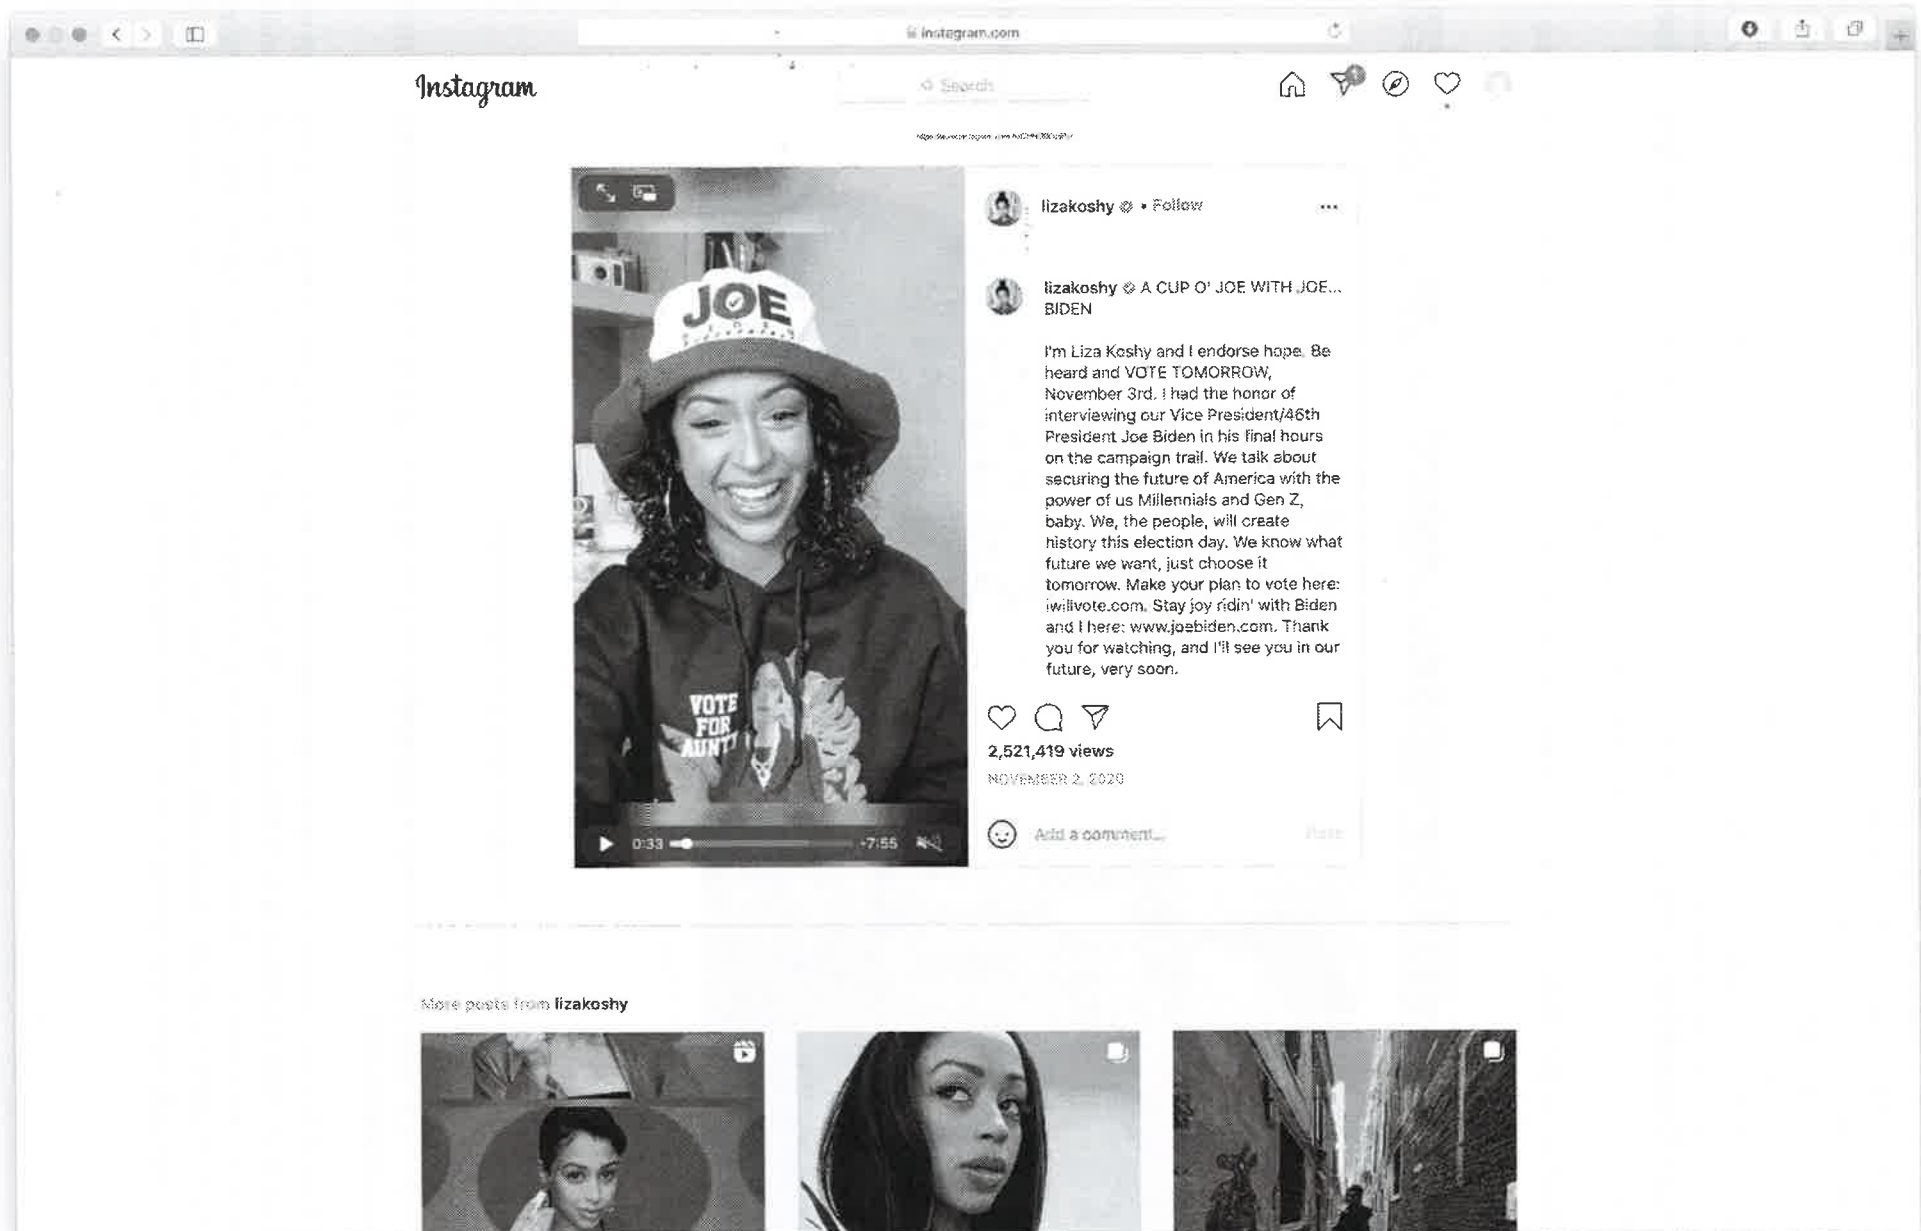 instagram.com
Instagram
Search
lizakoshy • Follow
lizakoshy A CUP O' JOE WITH JOE...
BIDEN
I'm Liza Koshy and I endorse hope. Be
heard and VOTE TOMORROW,
November 3rd. I had the honor of
interviewing our Vice President/46th
President Joe Biden in his final hours
on the campaign trail. We talk about
securing the future of America with the
power of us Millennials and Gen Z,
baby. We, the people, will create
history this election day. We know what
future we want, just choose it
tomorrow. Make your plan to vote here:
iwillvote.com. Stay joy ridin' with Biden
and I here: www.joebiden.com. Thank
you for watching, and I'll see you in our
future, very soon.
2,521,419 views
NOVEMBER 2, 2020
Add a comment...
Post
JOE
VOTE
FOR
AUNTY
0:33
-7:55
More posts from lizakoshy